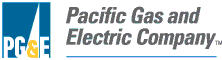 PG&E
Pacific Gas and
Electric Company™